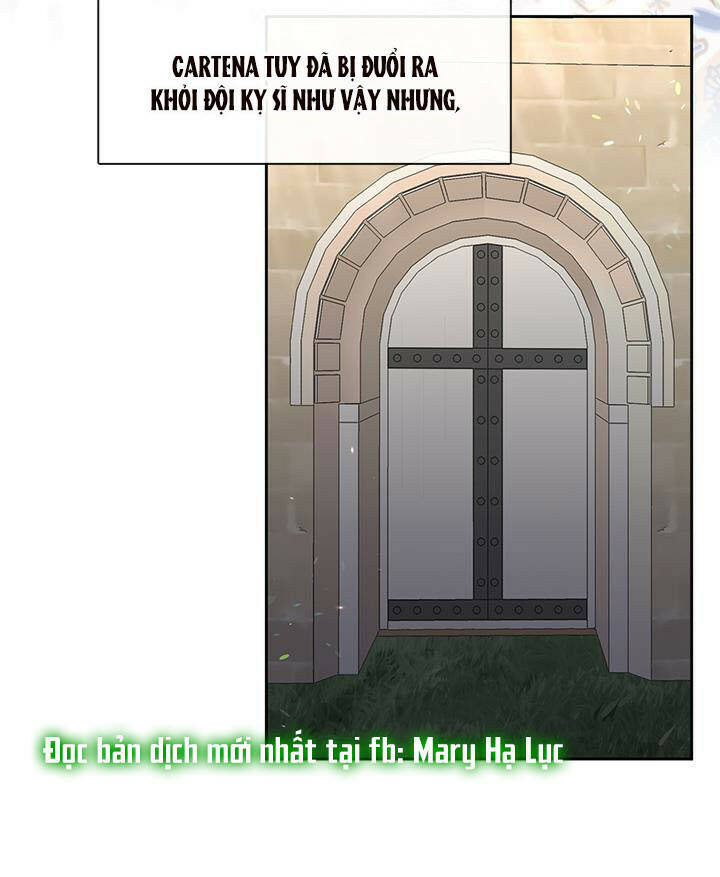 CARTENA TUY ĐÃ BỊ ĐUỔI RA
KHỎI ĐỘI KỴ SĨ NHƯ VẬY NHƯNG,
Đọc bản dịch mới nhất tại fb: Mary Hạ Lục